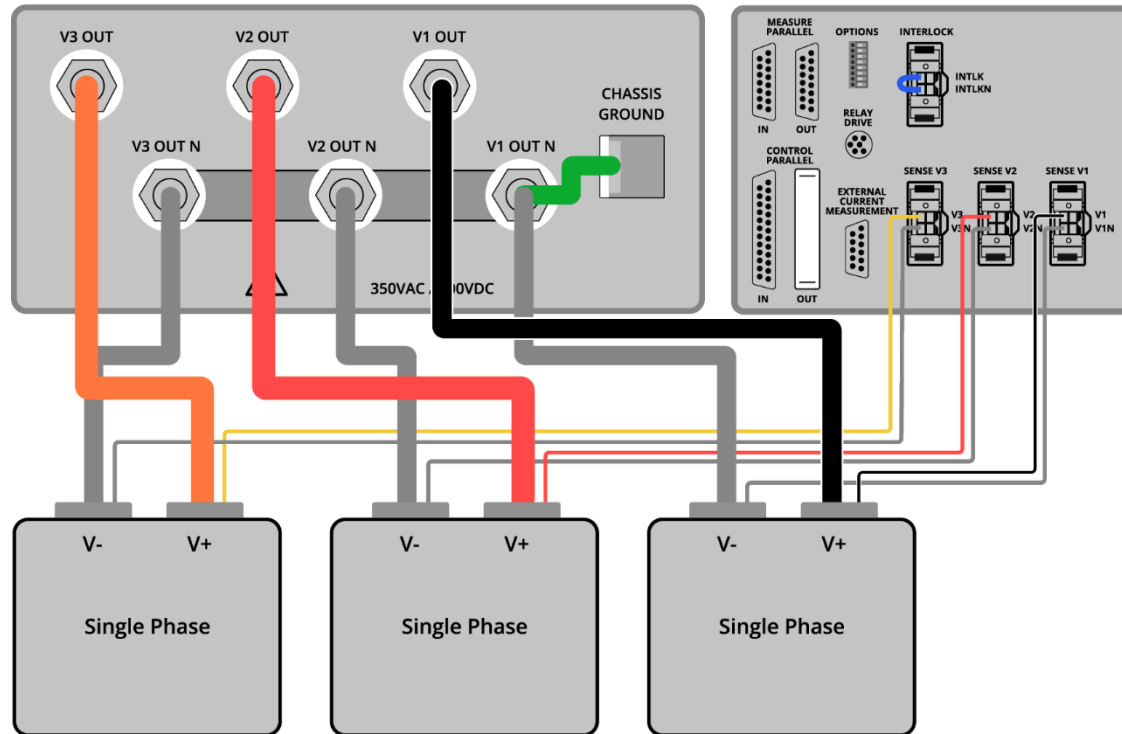 V3 OUT
V2 OUT
V1 OUT
CHASSIS
GROUND
V3 OUT N
V2 OUT N
V1 OUT N
350VAC
00VDC
MEASURE
PARALLEL
OPTIONS
INTERLOCK
INTLK
INTLKN
IN
OUT
RELAY
DRIVE
CONTROL
PARALLEL
EXTERNAL
CURRENT
MEASUREMENT
SENSE V3
SENSE V2
SENSE V1
V3
V3N
V2
V2N
V1
V1N
IN
OUT
V-
V+
V-
V+
V-
V+
Single Phase
Single Phase
Single Phase